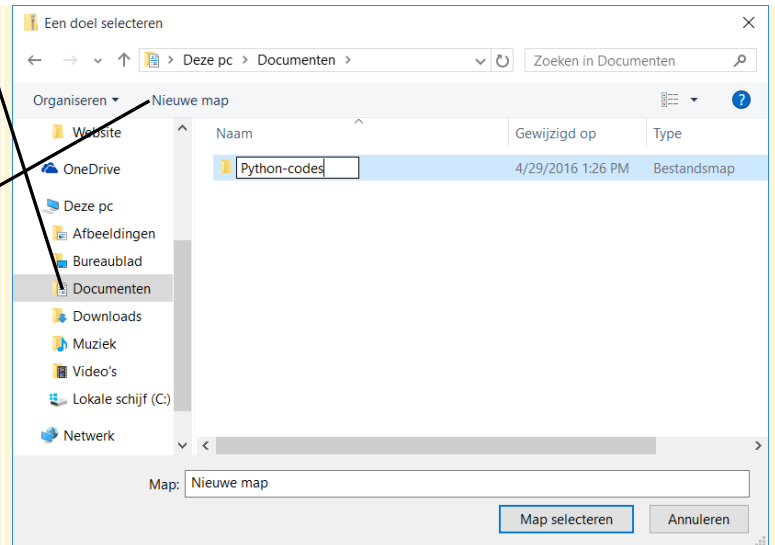 Een doel selecteren
Deze pc > Documenten >
Zoeken in Documenten
Organiseren
Nieuwe map
?
Naam
Gewijzigd op
Type
Website
OneDrive
Deze pc
Afbeeldingen
Bureaublad
Documenten
Downloads
Muziek
Video's
Lokale schijf (C:)
Netwerk
Python-codes
4/29/2016 1:26 PM
Bestandsmap
Map:
Nieuwe map
Map selecteren
Annuleren